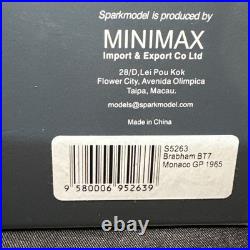 Sparkmodel is produced by
MINIMAX
Import & Export Co Ltd
28/D,Lei Pou Kok
Flower City, Avenida Olimpica
Taipa, Macau.
models@sparkmodel.com
Made in China
S5263
Brabham BT7
Monaco GP 1965
9 580006 952639